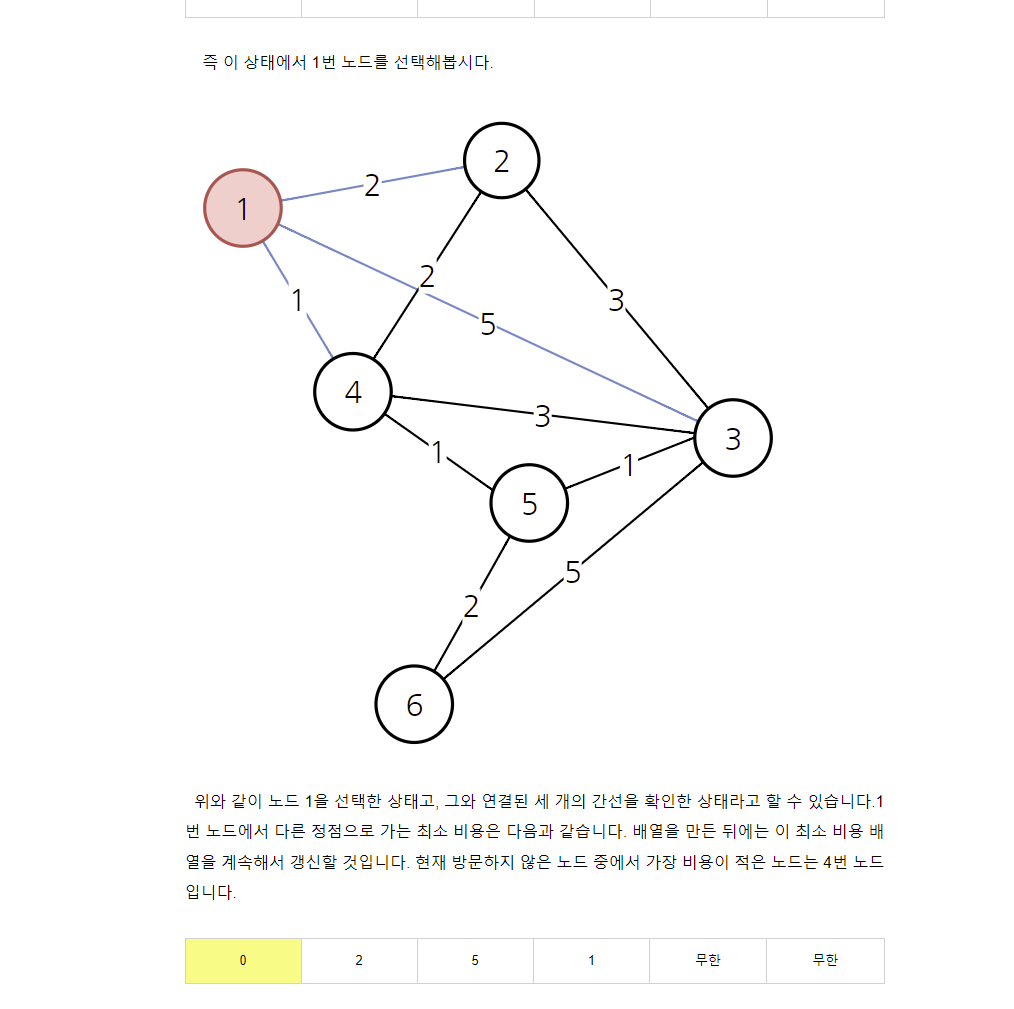 즉 이 상태에서 1번 노드를 선택해봅시다.
2
1
2
2
3
1
5
4
3
3
1
1
5
5
2
6
위와 같이 노드 1을 선택한 상태고, 그와 연결된 세 개의 간선을 확인한 상태라고 할 수 있습니다.1
번 노드에서 다른 정점으로 가는 최소 비용은 다음과 같습니다. 배열을 만든 뒤에는 이 최소 비용 배
열을 계속해서 갱신할 것입니다. 현재 방문하지 않은 노드 중에서 가장 비용이 적은 노드는 4번 노드
입니다.
0 2 5 1 무한 무한